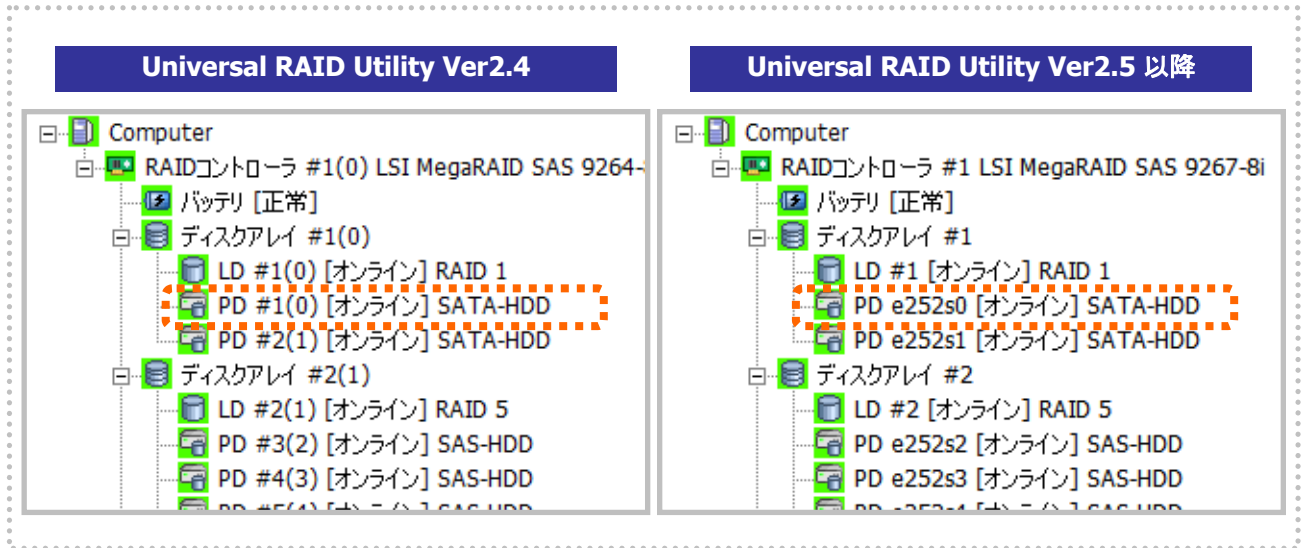 Universal RAID Utility Ver2.4
Computer
RAIDコントローラ #1(0) LSI MegaRAID SAS 9264-
バッテリ [正常]
ディスクアレイ #1(0)
LD #1(0) [オンライン] RAID 1
PD #1(0) [オンライン] SATA-HDD
PD #2(1) [オンライン] SATA-HDD
ディスクアレイ #2(1)
LD #2(1) [オンライン] RAID 5
PD #3(2) [オンライン] SAS-HDD
PD #4(3) [オンライン] SAS-HDD
Universal RAID Utility Ver2.5 以降
Computer
RAIDコントローラ #1 LSI MegaRAID SAS 9267-8i
バッテリ [正常]
ディスクアレイ #1
LD #1 [オンライン] RAID 1
PD e252s0 [オンライン] SATA-HDD
PD e252s1 [オンライン] SATA-HDD
ディスクアレイ #2
LD #2 [オンライン] RAID 5
PD e252s2 [オンライン] SAS-HDD
PD e252s3 [オンライン] SAS-HDD